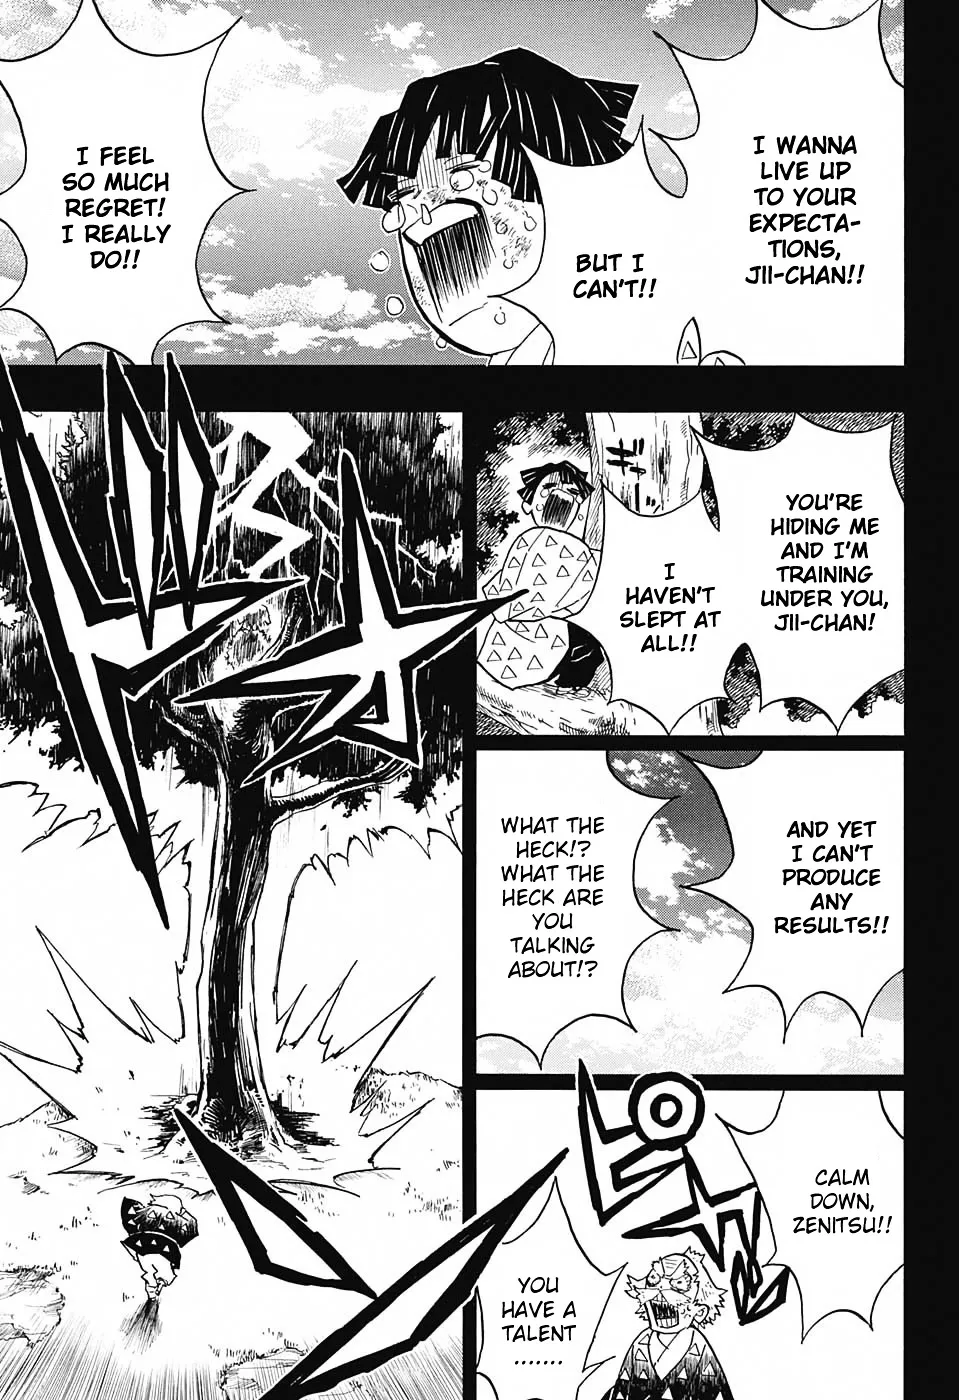 I WANNA
LIVE UP
TO YOUR
EXPECTA-
TIONS,
JII-CHAN!!
BUT I
CAN'T!!
I FEEL
SO MUCH
REGRET!
I REALLY
DO!!
YOU'RE
HIDING ME
AND I'M
TRAINING
UNDER YOU,
JII-CHAN!
I
HAVEN'T
SLEPT AT
ALL!!
ギャ
AND YET
I CAN'T
PRODUCE
ANY
RESULTS!!
WHAT THE
HECK!?
WHAT THE
HECK ARE
YOU
TALKING
ABOUT!?
CALM
DOWN,
ZENITSU!!
YOU
HAVE A
TALENT
.......